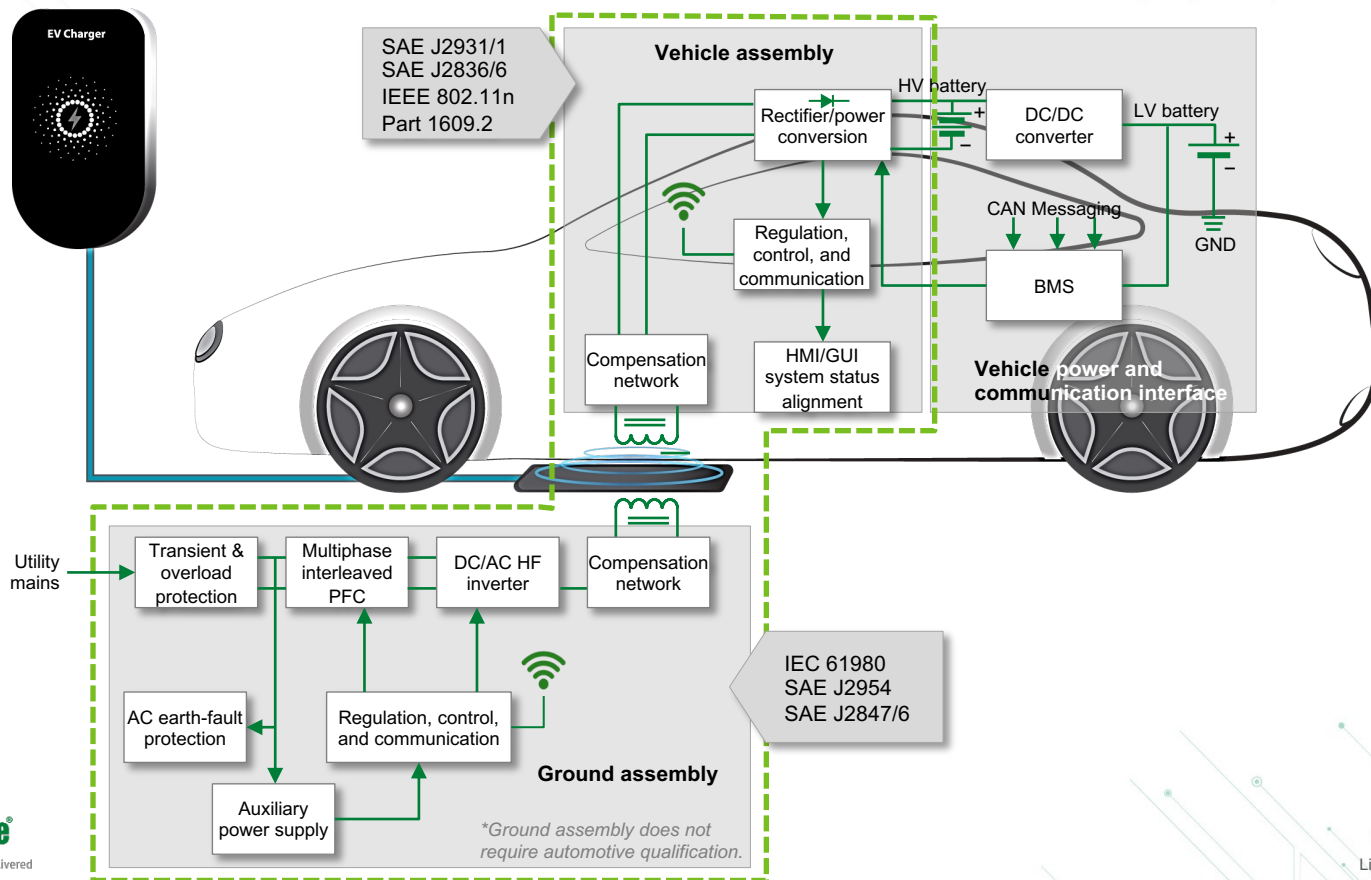 EV Charger
SAE J2931/1
SAE J2836/6
IEEE 802.11n
Part 1609.2
Vehicle assembly
Rectifier/power
conversion
HV battery
+
−
DC/DC
converter
LV battery
+
−
GND
CAN Messaging
BMS
Regulation,
control, and
communication
Compensation
network
HMI/GUI
system status
alignment
Vehicle power and
communication interface
Utility
mains
Transient &
overload
protection
Multiphase
interleaved
PFC
DC/AC HF
inverter
Compensation
network
IEC 61980
SAE J2954
SAE J2847/6
AC earth-fault
protection
Regulation, control,
and communication
Ground assembly
Auxiliary
power supply
*Ground assembly does not
require automotive qualification.